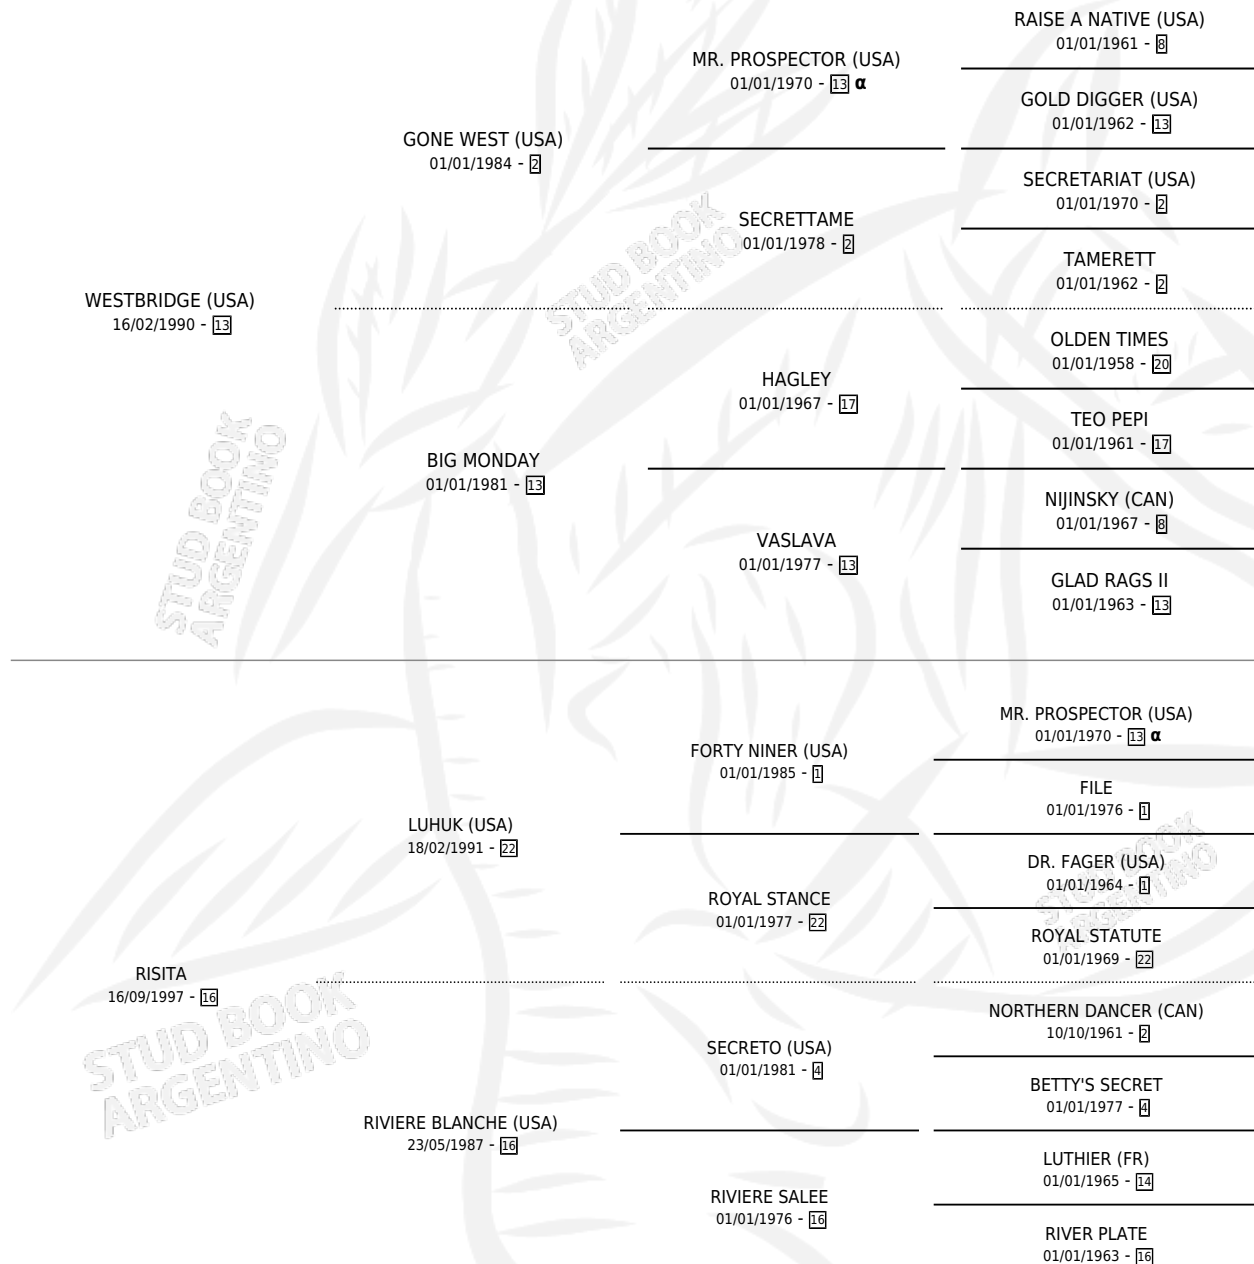 RAISE A NATIVE (USA)
01/01/1961 - 8
MR. PROSPECTOR (USA)
01/01/1970 - 13 α
GOLD DIGGER (USA)
01/01/1962 - 13
GONE WEST (USA)
01/01/1984 - 2
SECRETARIAT (USA)
01/01/1970 - 2
SECRETTAME
01/01/1978 - 2
TAMERETT
01/01/1962 - 2
STUD BOOK
ARGENTINO
WESTBRIDGE (USA)
16/02/1990 - 13
OLDEN TIMES
01/01/1958 - 20
HAGLEY
01/01/1967 - 17
TEO PEPI
01/01/1961 - 17
BIG MONDAY
01/01/1981 - 13
NIJINSKY (CAN)
01/01/1967 - 8
VASLAVA
01/01/1977 - 13
GLAD RAGS II
01/01/1963 - 13
STUD BOOK
ARGENTINO
MR. PROSPECTOR (USA)
01/01/1970 - 13 α
FORTY NINER (USA)
01/01/1985 - 1
FILE
01/01/1976 - 1
LUHUK (USA)
18/02/1991 - 22
DR. FAGER (USA)
01/01/1964 - 1
ROYAL STANCE
01/01/1977 - 22
ROYAL STATUTE
01/01/1969 - 22
STUD BOOK
ARGENTINO
RISITA
16/09/1997 - 16
NORTHERN DANCER (CAN)
10/10/1961 - 2
SECRETO (USA)
01/01/1981 - 4
BETTY'S SECRET
01/01/1977 - 4
STUD BOOK
ARGENTINO
RIVIERE BLANCHE (USA)
23/05/1987 - 16
LUTHIER (FR)
01/01/1965 - 14
RIVIERE SALEE
01/01/1976 - 16
RIVER PLATE
01/01/1963 - 16